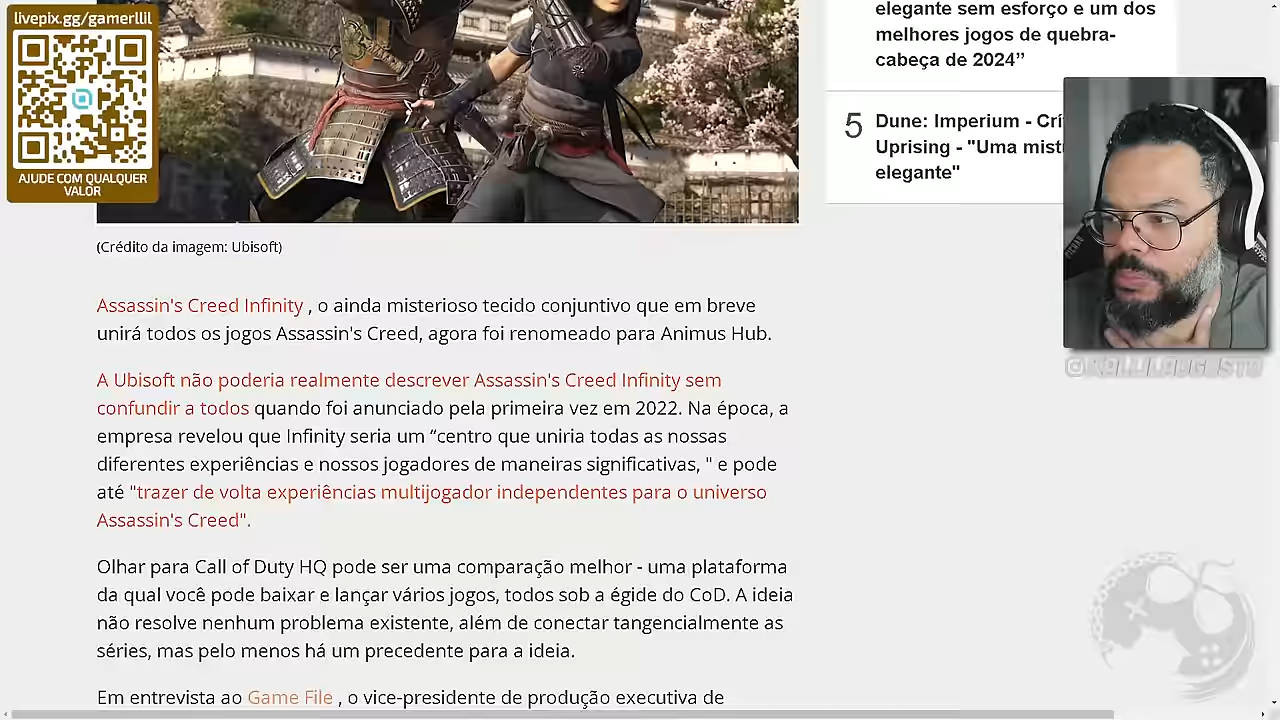 livepix.gg/gamerllil
AJUDE COM QUALQUER
VALOR
elegante sem esforço e um dos
melhores jogos de quebra-
cabeça de 2024”
5
Dune: Imperium - Crí
Uprising - "Uma mist
elegante"
(Crédito da imagem: Ubisoft)
Assassin's Creed Infinity , o ainda misterioso tecido conjuntivo que em breve
unirá todos os jogos Assassin's Creed, agora foi renomeado para Animus Hub.
A Ubisoft não poderia realmente descrever Assassin's Creed Infinity sem
confundir a todos quando foi anunciado pela primeira vez em 2022. Na época, a
empresa revelou que Infinity seria um “centro que uniria todas as nossas
diferentes experiências e nossos jogadores de maneiras significativas, " e pode
até "trazer de volta experiências multijogador independentes para o universo
Assassin's Creed".
Olhar para Call of Duty HQ pode ser uma comparação melhor - uma plataforma
da qual você pode baixar e lançar vários jogos, todos sob a égide do CoD. A ideia
não resolve nenhum problema existente, além de conectar tangencialmente as
séries, mas pelo menos há um precedente para a ideia.
Em entrevista ao Game File , o vice-presidente de produção executiva de